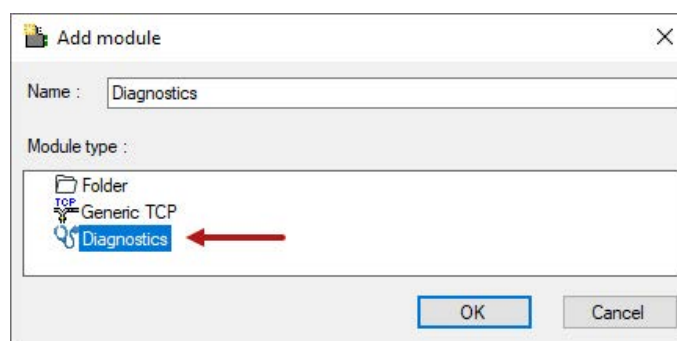 Add module
Name :
Diagnostics
Module type :
Folder
TCP
Generic TCP
Diagnostics
OK
Cancel